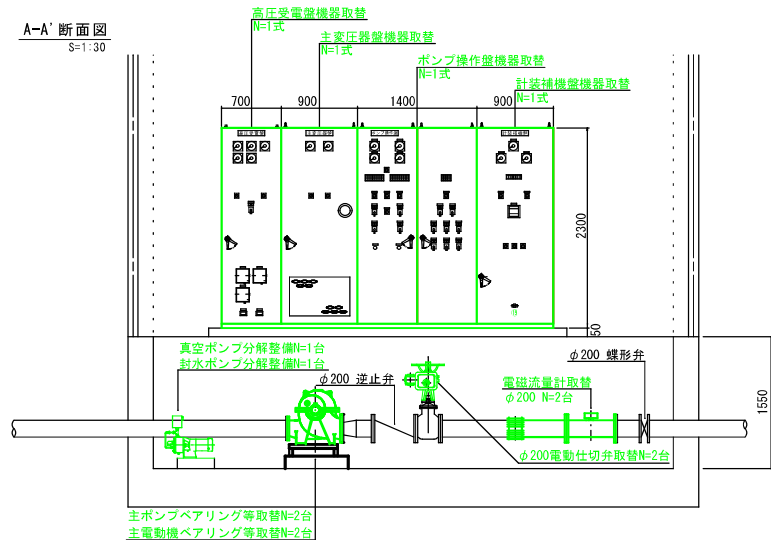 A-A' 断面図
S=1:30
高圧受電盤機器取替
N=1式
主変圧器盤機器取替
N=1式
ポンプ操作盤機器取替
N=1式
計装補機盤機器取替
N=1式
700
900
1400
900
2300
50
真空ポンプ分解整備N=1台
封水ポンプ分解整備N=1台
φ200 逆止弁
φ200 蝶形弁
電磁流量計取替
φ200 N=2台
1550
φ200電動仕切弁取替N=2台
主ポンプベアリング等取替N=2台
主電動機ベアリング等取替N=2台